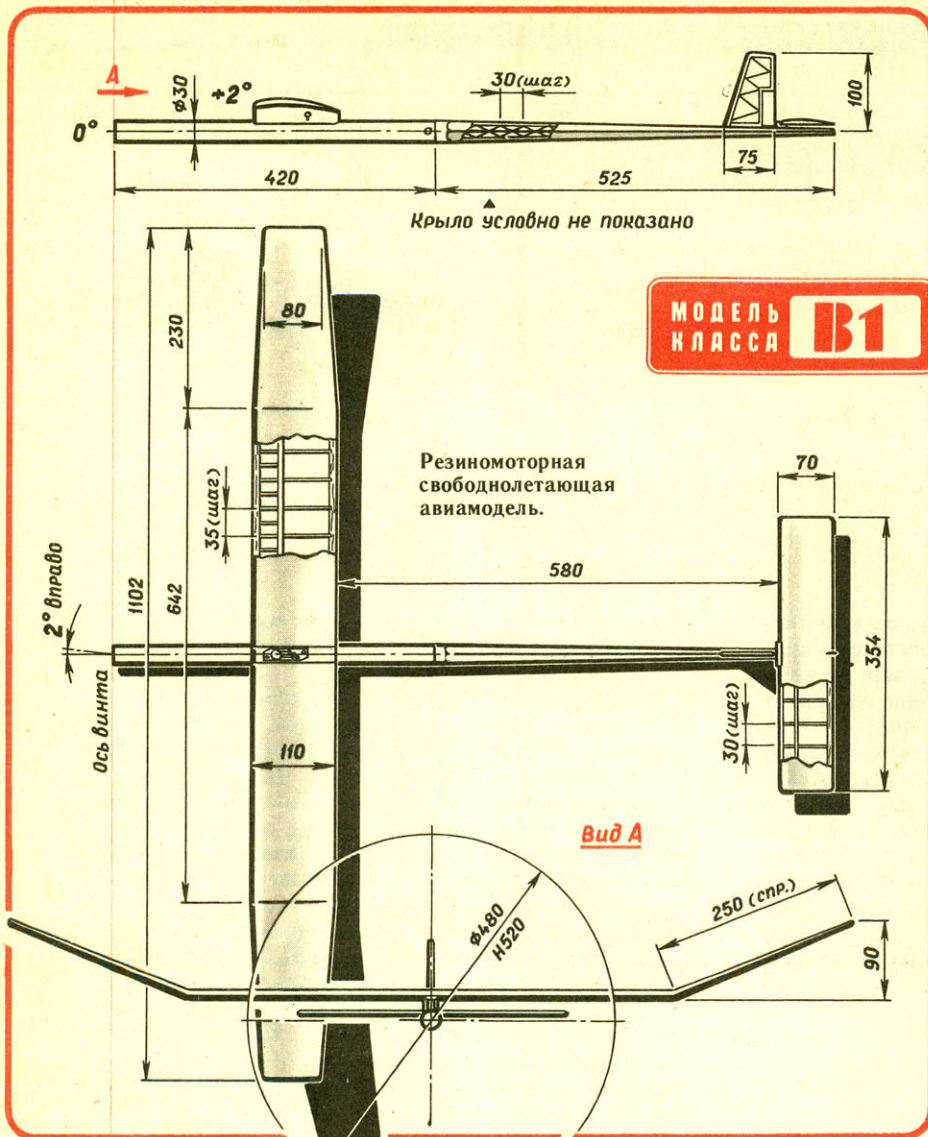 А
ϕ30
+2°
0°
30(шаг)
100
75
420
525
Крыло условно не показано
МОДЕЛЬ
КЛАССА
В1
230
80
Резиномоторная
свободнолетающая
авиамодель.
70
35(шаг)
580
2° вправо
1102
642
354
Ось винта
30(шаг)
110
Вид А
250 (спр.)
ϕ480
Н520
90